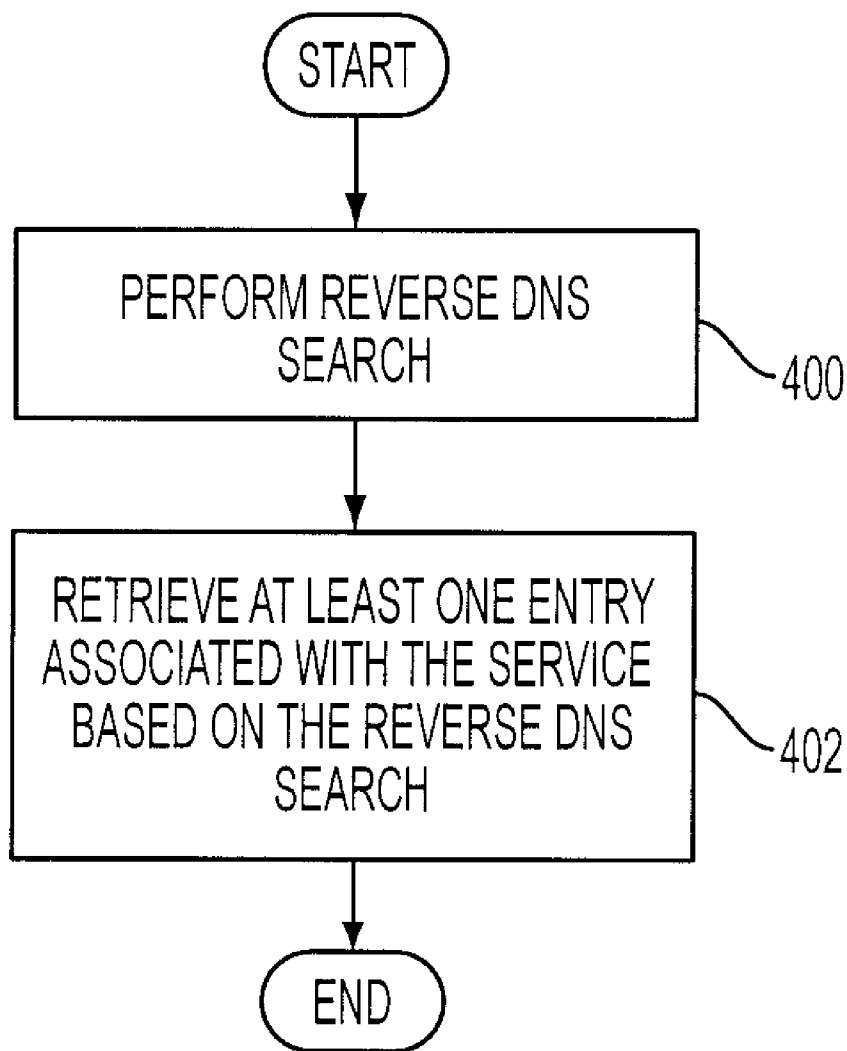 START
PERFORM REVERSE DNS
SEARCH
400
RETRIEVE AT LEAST ONE ENTRY
ASSOCIATED WITH THE SERVICE
BASED ON THE REVERSE DNS
SEARCH
402
END